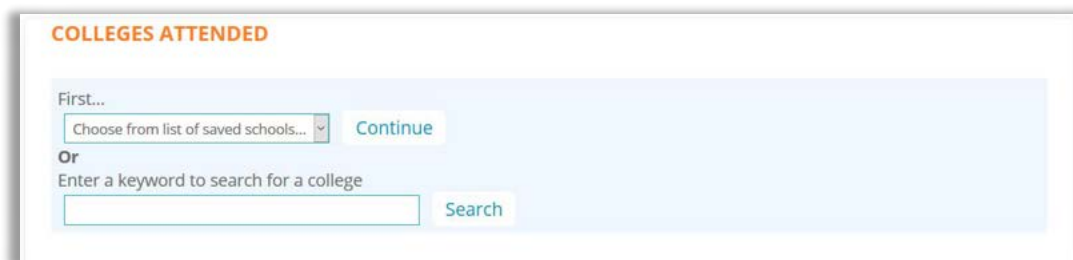 COLLEGES ATTENDED
First...
Choose from list of saved schools... Continue
Or
Enter a keyword to search for a college
Search